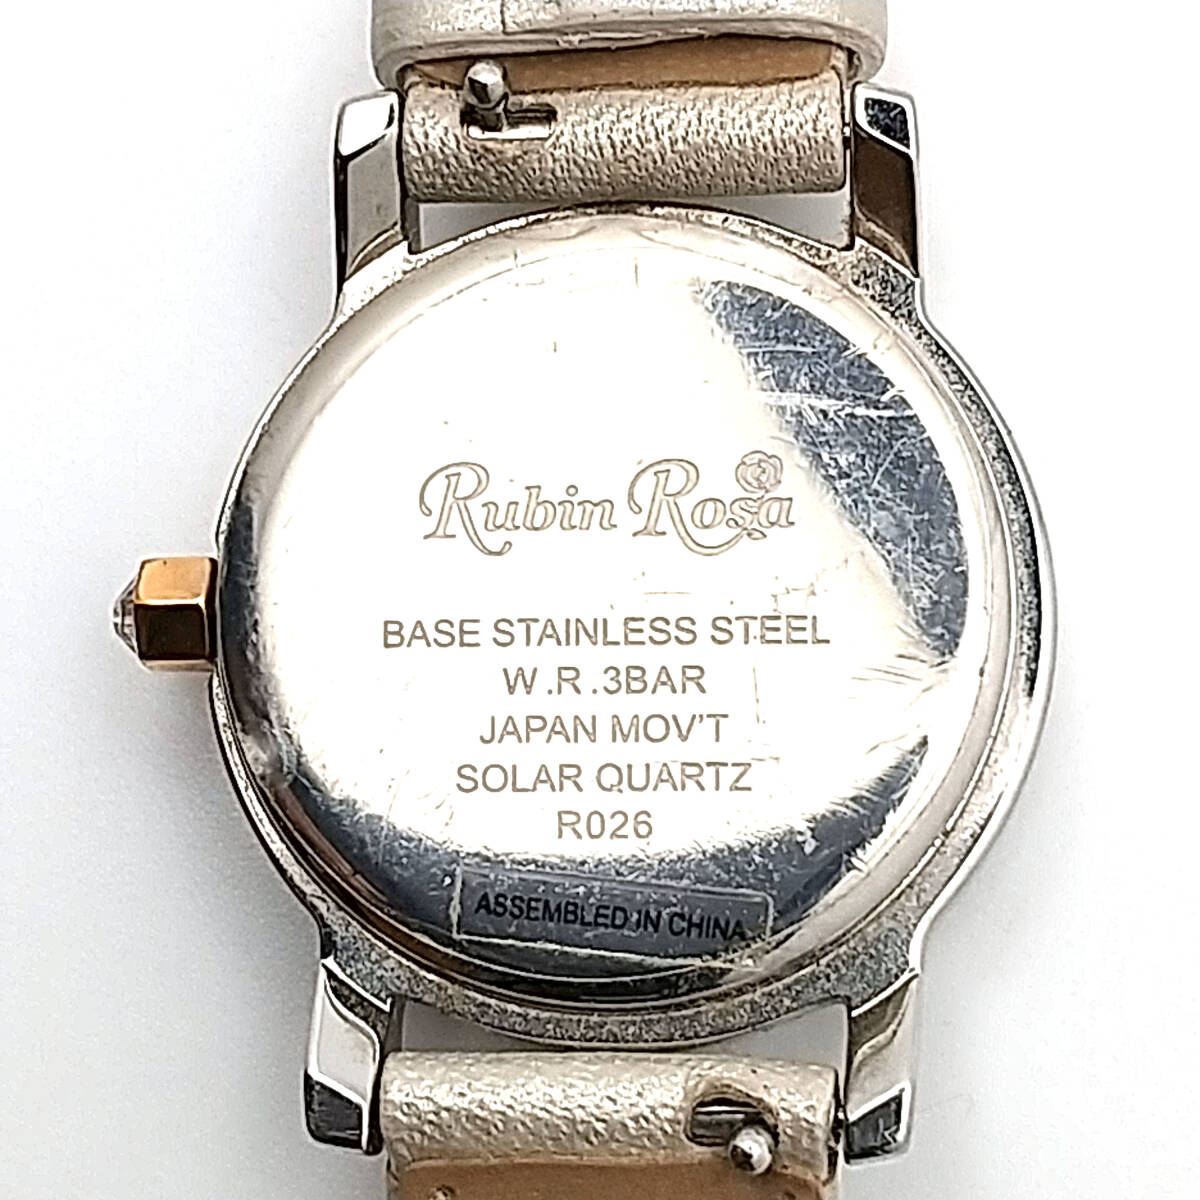 Rubin Rosa
BASE STAINLESS STEEL
W.R.3BAR
JAPAN MOV'T
SOLAR QUARTZ
R026
ASSEMBLED IN CHINA